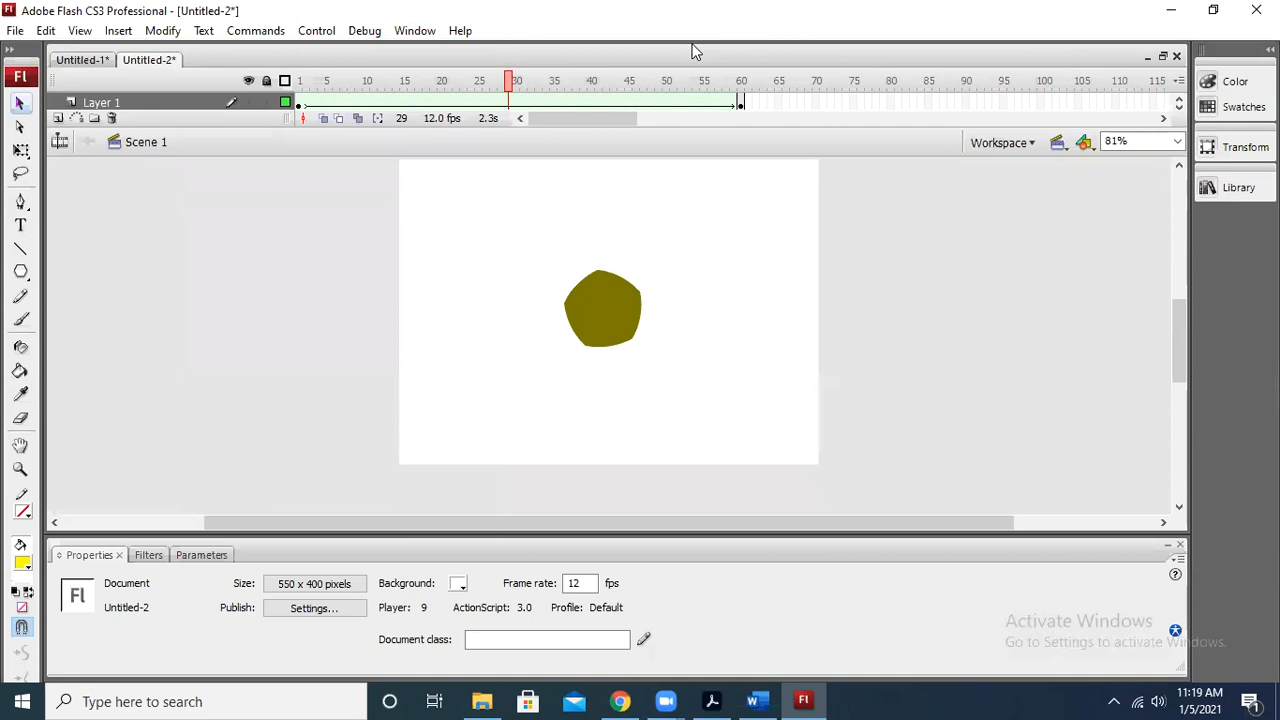 Fl Adobe Flash CS3 Professional - [Untitled-2*]
File Edit View Insert Modify Text Commands Control Debug Window Help
Untitled-1* Untitled-2*
Fl
1 5 10 15 20 25 30 35 40 45 50 55 60 65 70 75 80 85 90 95 100 105 110 115
Layer 1
29 12.0 fps 2.3s
Scene 1 Workspace 81%
Color
Swatches
Transform
Library
Properties Filters Parameters
Fl Document Size: 550 x 400 pixels Background: Frame rate: 12 fps
Untitled-2 Publish: Settings... Player: 9 ActionScript: 3.0 Profile: Default
Document class:
Activate Windows
Go to Settings to activate Windows.
Type here to search
Fl
11:19 AM
1/5/2021